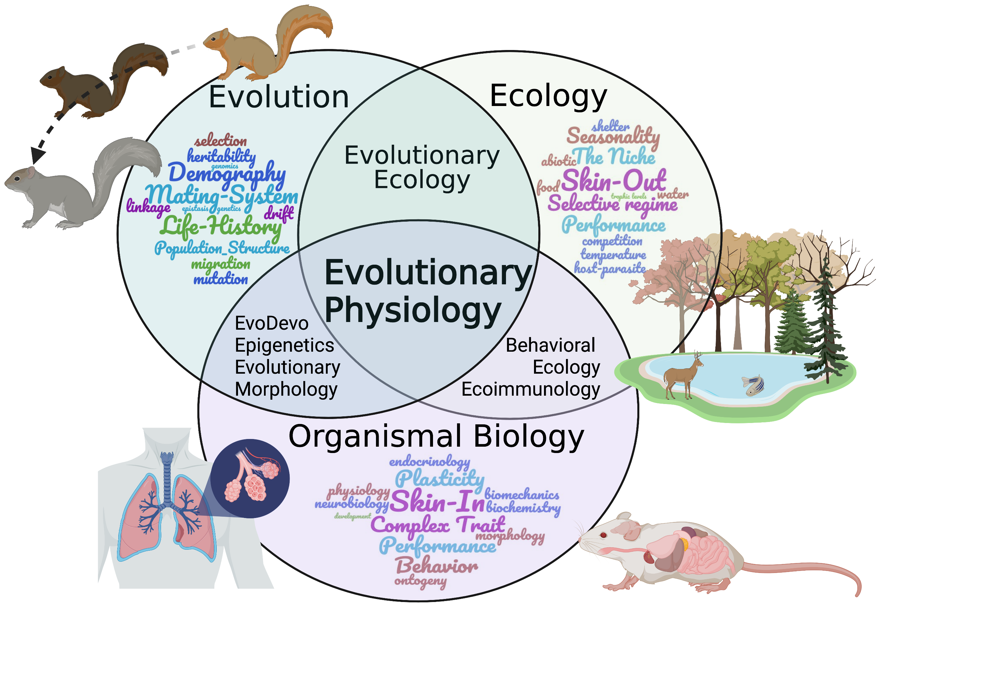 Evolution
selection
heritability
genomics
Demography
Mating-System
linkage
epistasis
genetics
drift
Life-History
Population_Structure
migration
mutation
Ecology
shelter
Seasonality
abiotic
The Niche
Skin-Out
food
trophic levels
water
Selective regime
Performance
competition
temperature
host-parasite
Evolutionary
Ecology
Evolutionary
Physiology
EvoDevo
Epigenetics
Evolutionary
Morphology
Behavioral
Ecology
Ecoimmunology
Organismal Biology
endocrinology
Plasticity
physiology
neurobiology
Skin-In
biomechanics
biochemistry
development
Complex Trait
morphology
Performance
Behavior
ontogeny